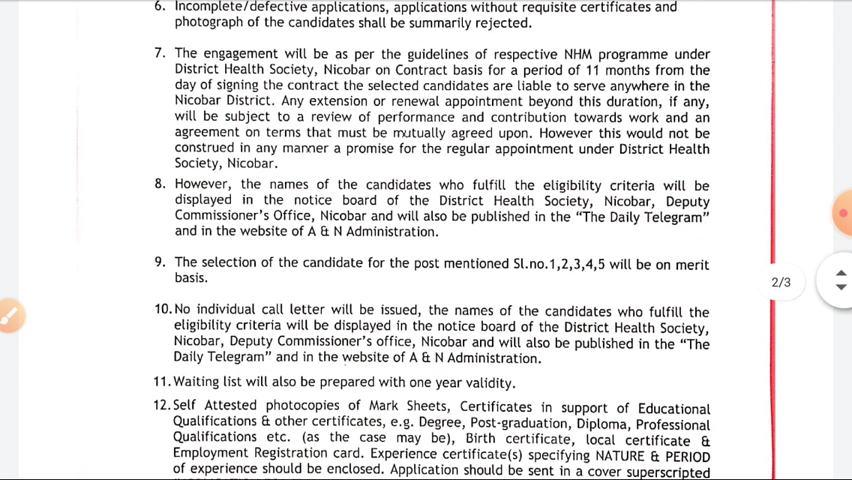 6. Incomplete/defective applications, applications without requisite certificates and
photograph of the candidates shall be summarily rejected.
7. The engagement will be as per the guidelines of respective NHM programme under
District Health Society, Nicobar on Contract basis for a period of 11 months from the
day of signing the contract the selected candidates are liable to serve anywhere in the
Nicobar District. Any extension or renewal appointment beyond this duration, if any,
will be subject to a review of performance and contribution towards work and an
agreement on terms that must be mutually agreed upon. However this would not be
construed in any manner a promise for the regular appointment under District Health
Society, Nicobar.
8. However, the names of the candidates who fulfill the eligibility criteria will be
displayed in the notice board of the District Health Society, Nicobar, Deputy
Commissioner's Office, Nicobar and will also be published in the "The Daily Telegram"
and in the website of A & N Administration.
9. The selection of the candidate for the post mentioned Sl.no.1,2,3,4,5 will be on merit
basis.
2/3
10. No individual call letter will be issued, the names of the candidates who fulfill the
eligibility criteria will be displayed in the notice board of the District Health Society,
Nicobar, Deputy Commissioner's office, Nicobar and will also be published in the "The
Daily Telegram" and in the website of A & N Administration.
11. Waiting list will also be prepared with one year validity.
12. Self Attested photocopies of Mark Sheets, Certificates in support of Educational
Qualifications & other certificates, e.g. Degree, Post-graduation, Diploma, Professional
Qualifications etc. (as the case may be), Birth certificate, local certificate &
Employment Registration card. Experience certificate(s) specifying NATURE & PERIOD
of experience should be enclosed. Application should be sent in a cover superscripted